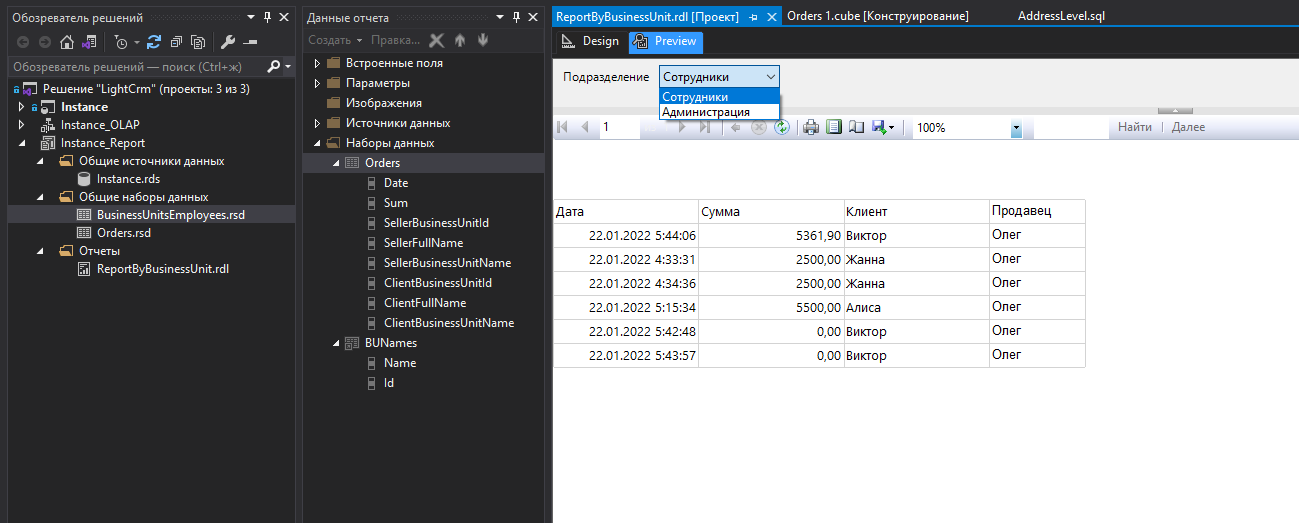 Обозреватель решений
Обозреватель решений — поиск (Ctrl+ж)
Решение "LightCrm" (проекты: 3 из 3)
Instance
Instance_OLAP
Instance_Report
Общие источники данных
Instance.rds
Общие наборы данных
BusinessUnitsEmployees.rsd
Orders.rsd
Отчеты
ReportByBusinessUnit.rdl
Данные отчета
Создать Правка...
Встроенные поля
Параметры
Изображения
Источники данных
Наборы данных
Orders
Date
Sum
SellerBusinessUnitId
SellerFullName
SellerBusinessUnitName
ClientBusinessUnitId
ClientFullName
ClientBusinessUnitName
BUNames
Name
Id
ReportByBusinessUnit.rdl [Проект] Orders 1.cube [Конструирование] AddressLevel.sql
Design Preview
Подразделение Сотрудники
Сотрудники
Администрация
1 100% Найти Далее
Дата Сумма Клиент Продавец
22.01.2022 5:44:06 5361,90 Виктор Олег
22.01.2022 4:33:31 2500,00 Жанна Олег
22.01.2022 4:34:36 2500,00 Жанна Олег
22.01.2022 5:15:34 5500,00 Алиса Олег
22.01.2022 5:42:48 0,00 Виктор Олег
22.01.2022 5:43:57 0,00 Виктор Олег